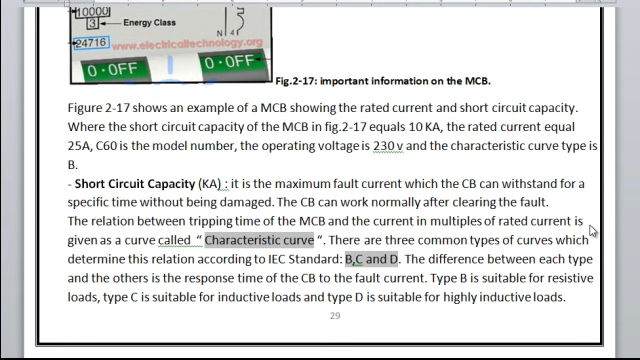 10000
3
Energy Class
N 4
24716
www.electricaltechnology.org
O·OFF
O·OFF
Fig.2-17: important information on the MCB.
Figure 2-17 shows an example of a MCB showing the rated current and short circuit capacity.
Where the short circuit capacity of the MCB in fig.2-17 equals 10 KA, the rated current equal
25A, C60 is the model number, the operating voltage is 230 v and the characteristic curve type is
B.
- Short Circuit Capacity (KA) : it is the maximum fault current which the CB can withstand for a
specific time without being damaged. The CB can work normally after clearing the fault.
The relation between tripping time of the MCB and the current in multiples of rated current is
given as a curve called “ Characteristic curve “. There are three common types of curves which
determine this relation according to IEC Standard: B,C and D. The difference between each type
and the others is the response time of the CB to the fault current. Type B is suitable for resistive
loads, type C is suitable for inductive loads and type D is suitable for highly inductive loads.
29